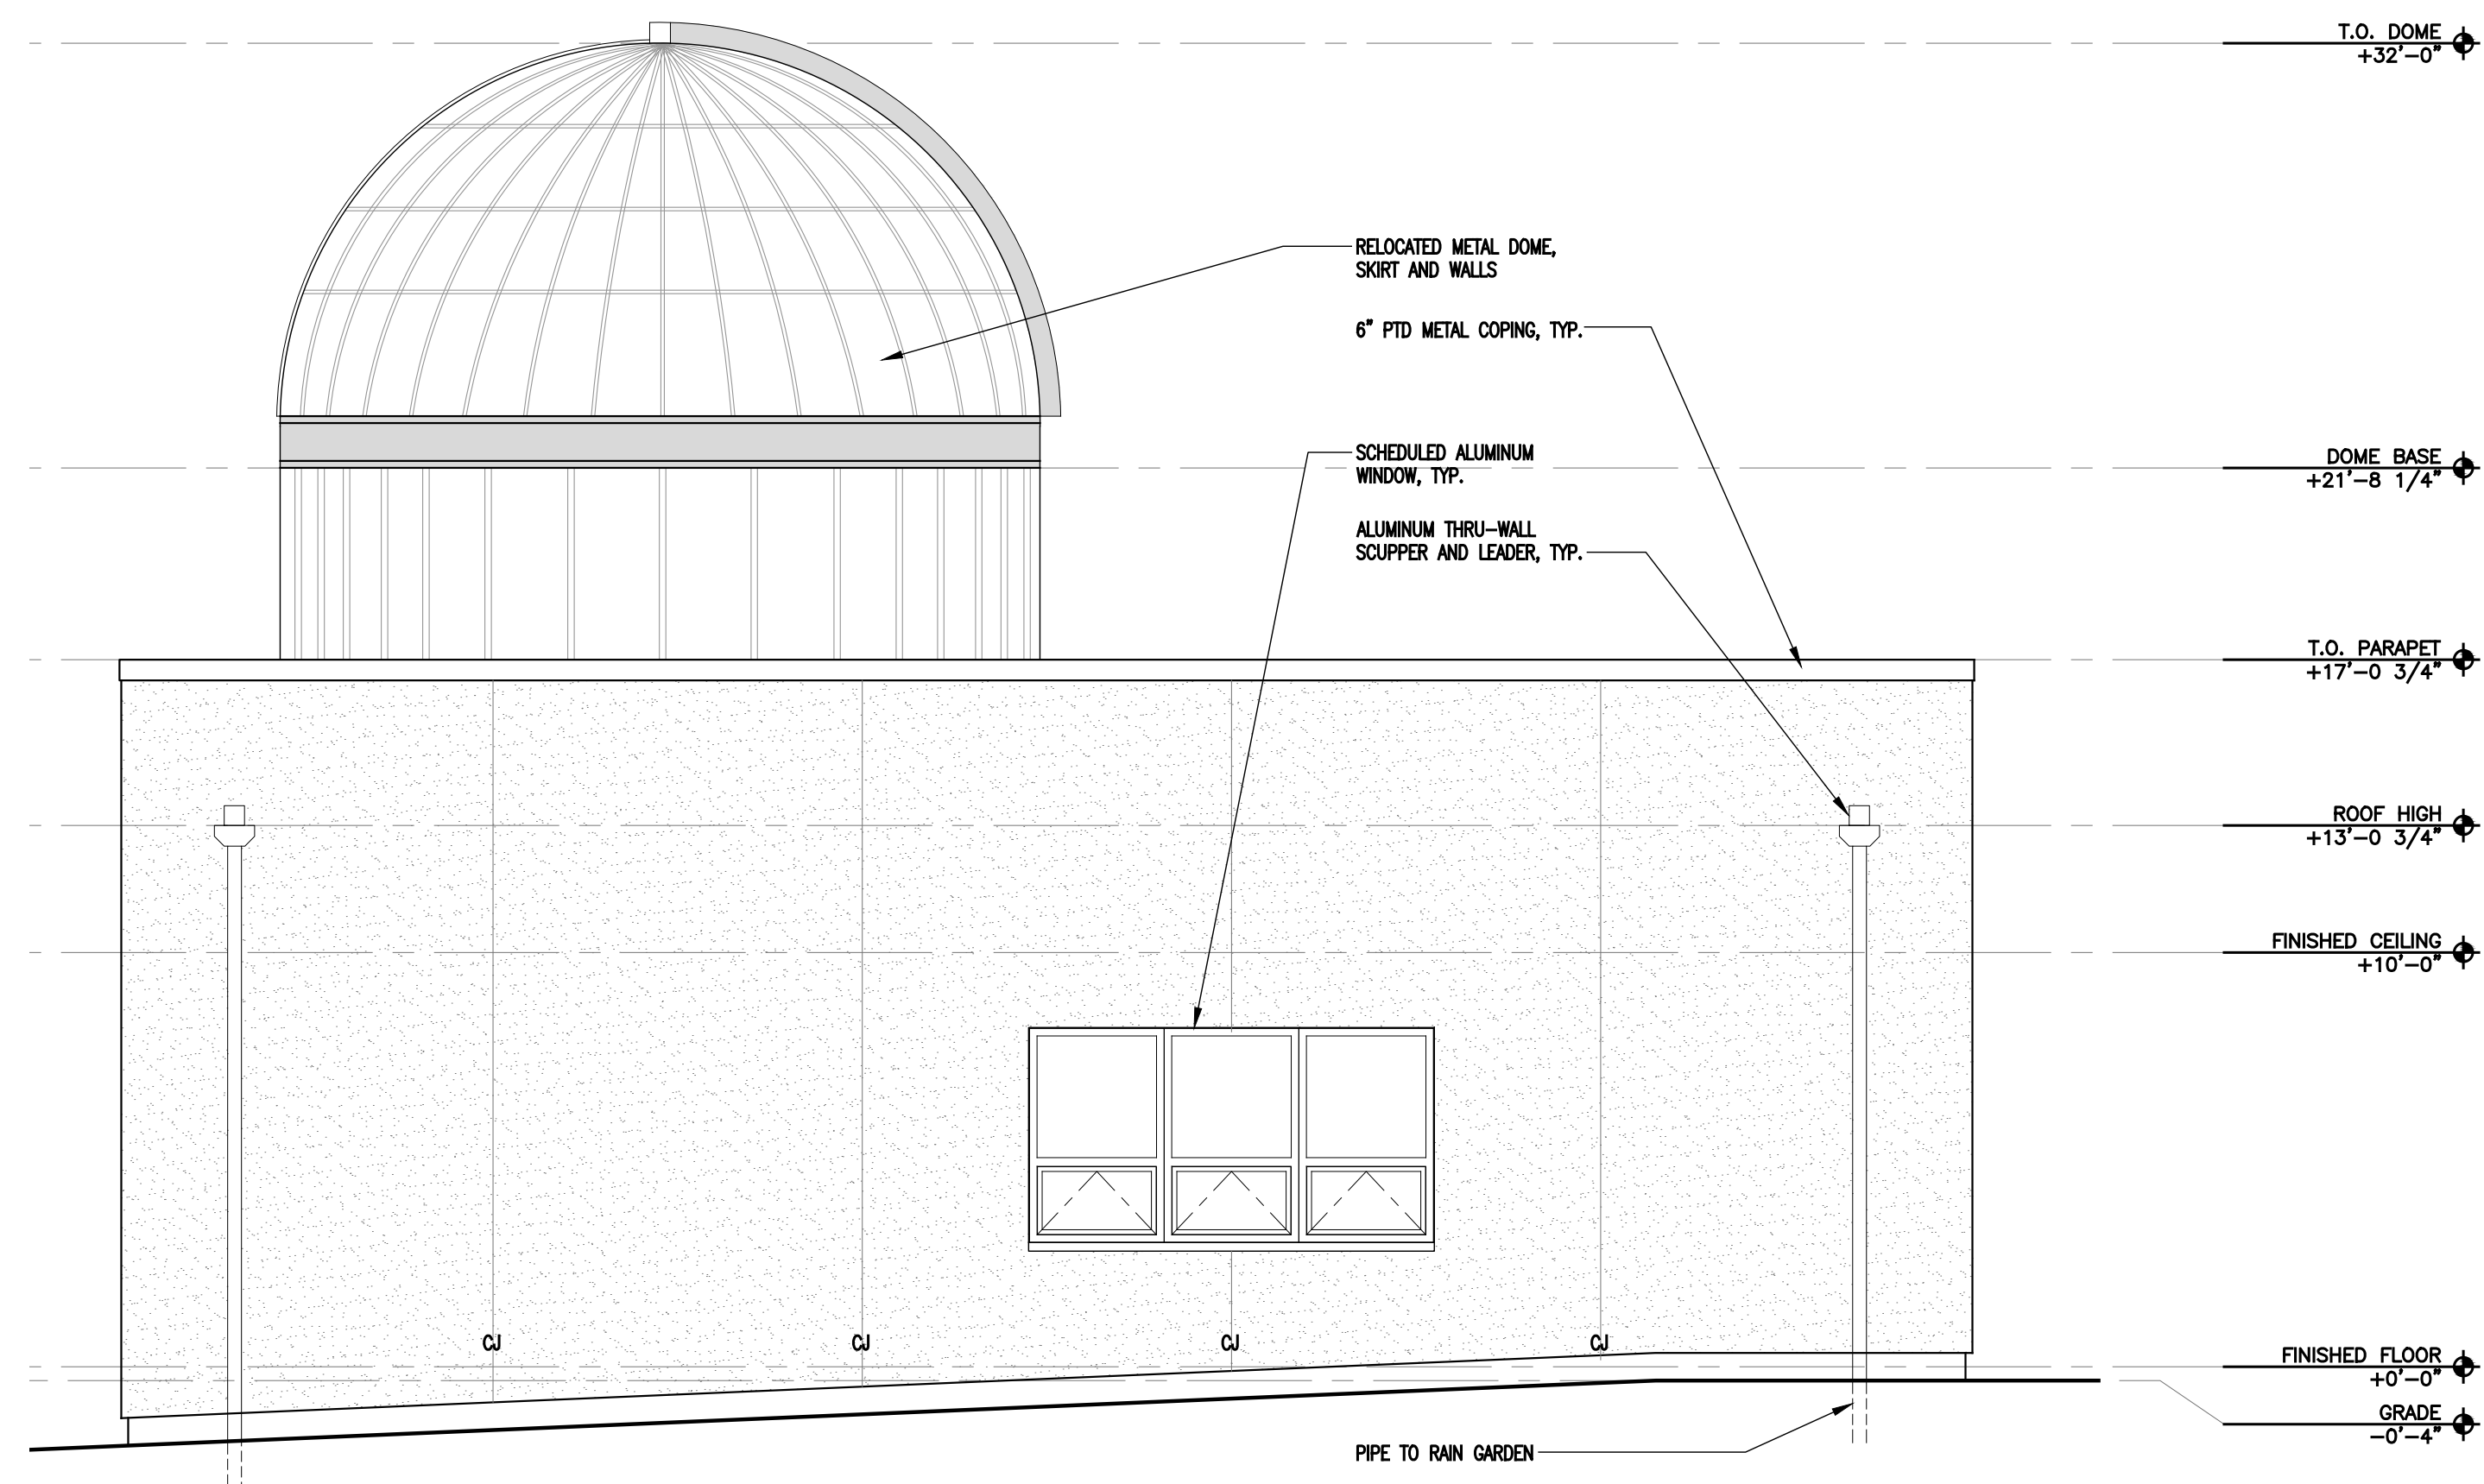 T.O. DOME
+32'-0"
RELOCATED METAL DOME,
SKIRT AND WALLS
6" PTD METAL COPING, TYP.
SCHEDULED ALUMINUM
WINDOW, TYP.
DOME BASE
+21'-8 1/4"
ALUMINUM THRU-WALL
SCUPPER AND LEADER, TYP.
T.O. PARAPET
+17'-0 3/4"
ROOF HIGH
+13'-0 3/4"
FINISHED CEILING
+10'-0"
CJ
CJ
CJ
CJ
FINISHED FLOOR
+0'-0"
GRADE
-0'-4"
PIPE TO RAIN GARDEN